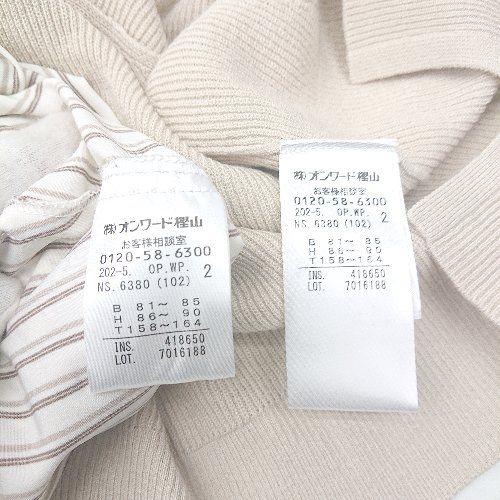 ㈱オンワード樫山
お客様相談室
0120-58-6300
202-5. OP.WP. 2
NS. 6380 (102)
B 81～ 85
H 86～ 90
T158～164
INS. 418650
LOT. 7016188
㈱オンワード樫山
お客様相談室
0120-58-6300
202-5. OP.WP. 2
NS. 6380 (102)
B 81～ 85
H 86～ 90
T158～164
INS. 418650
LOT. 7016188